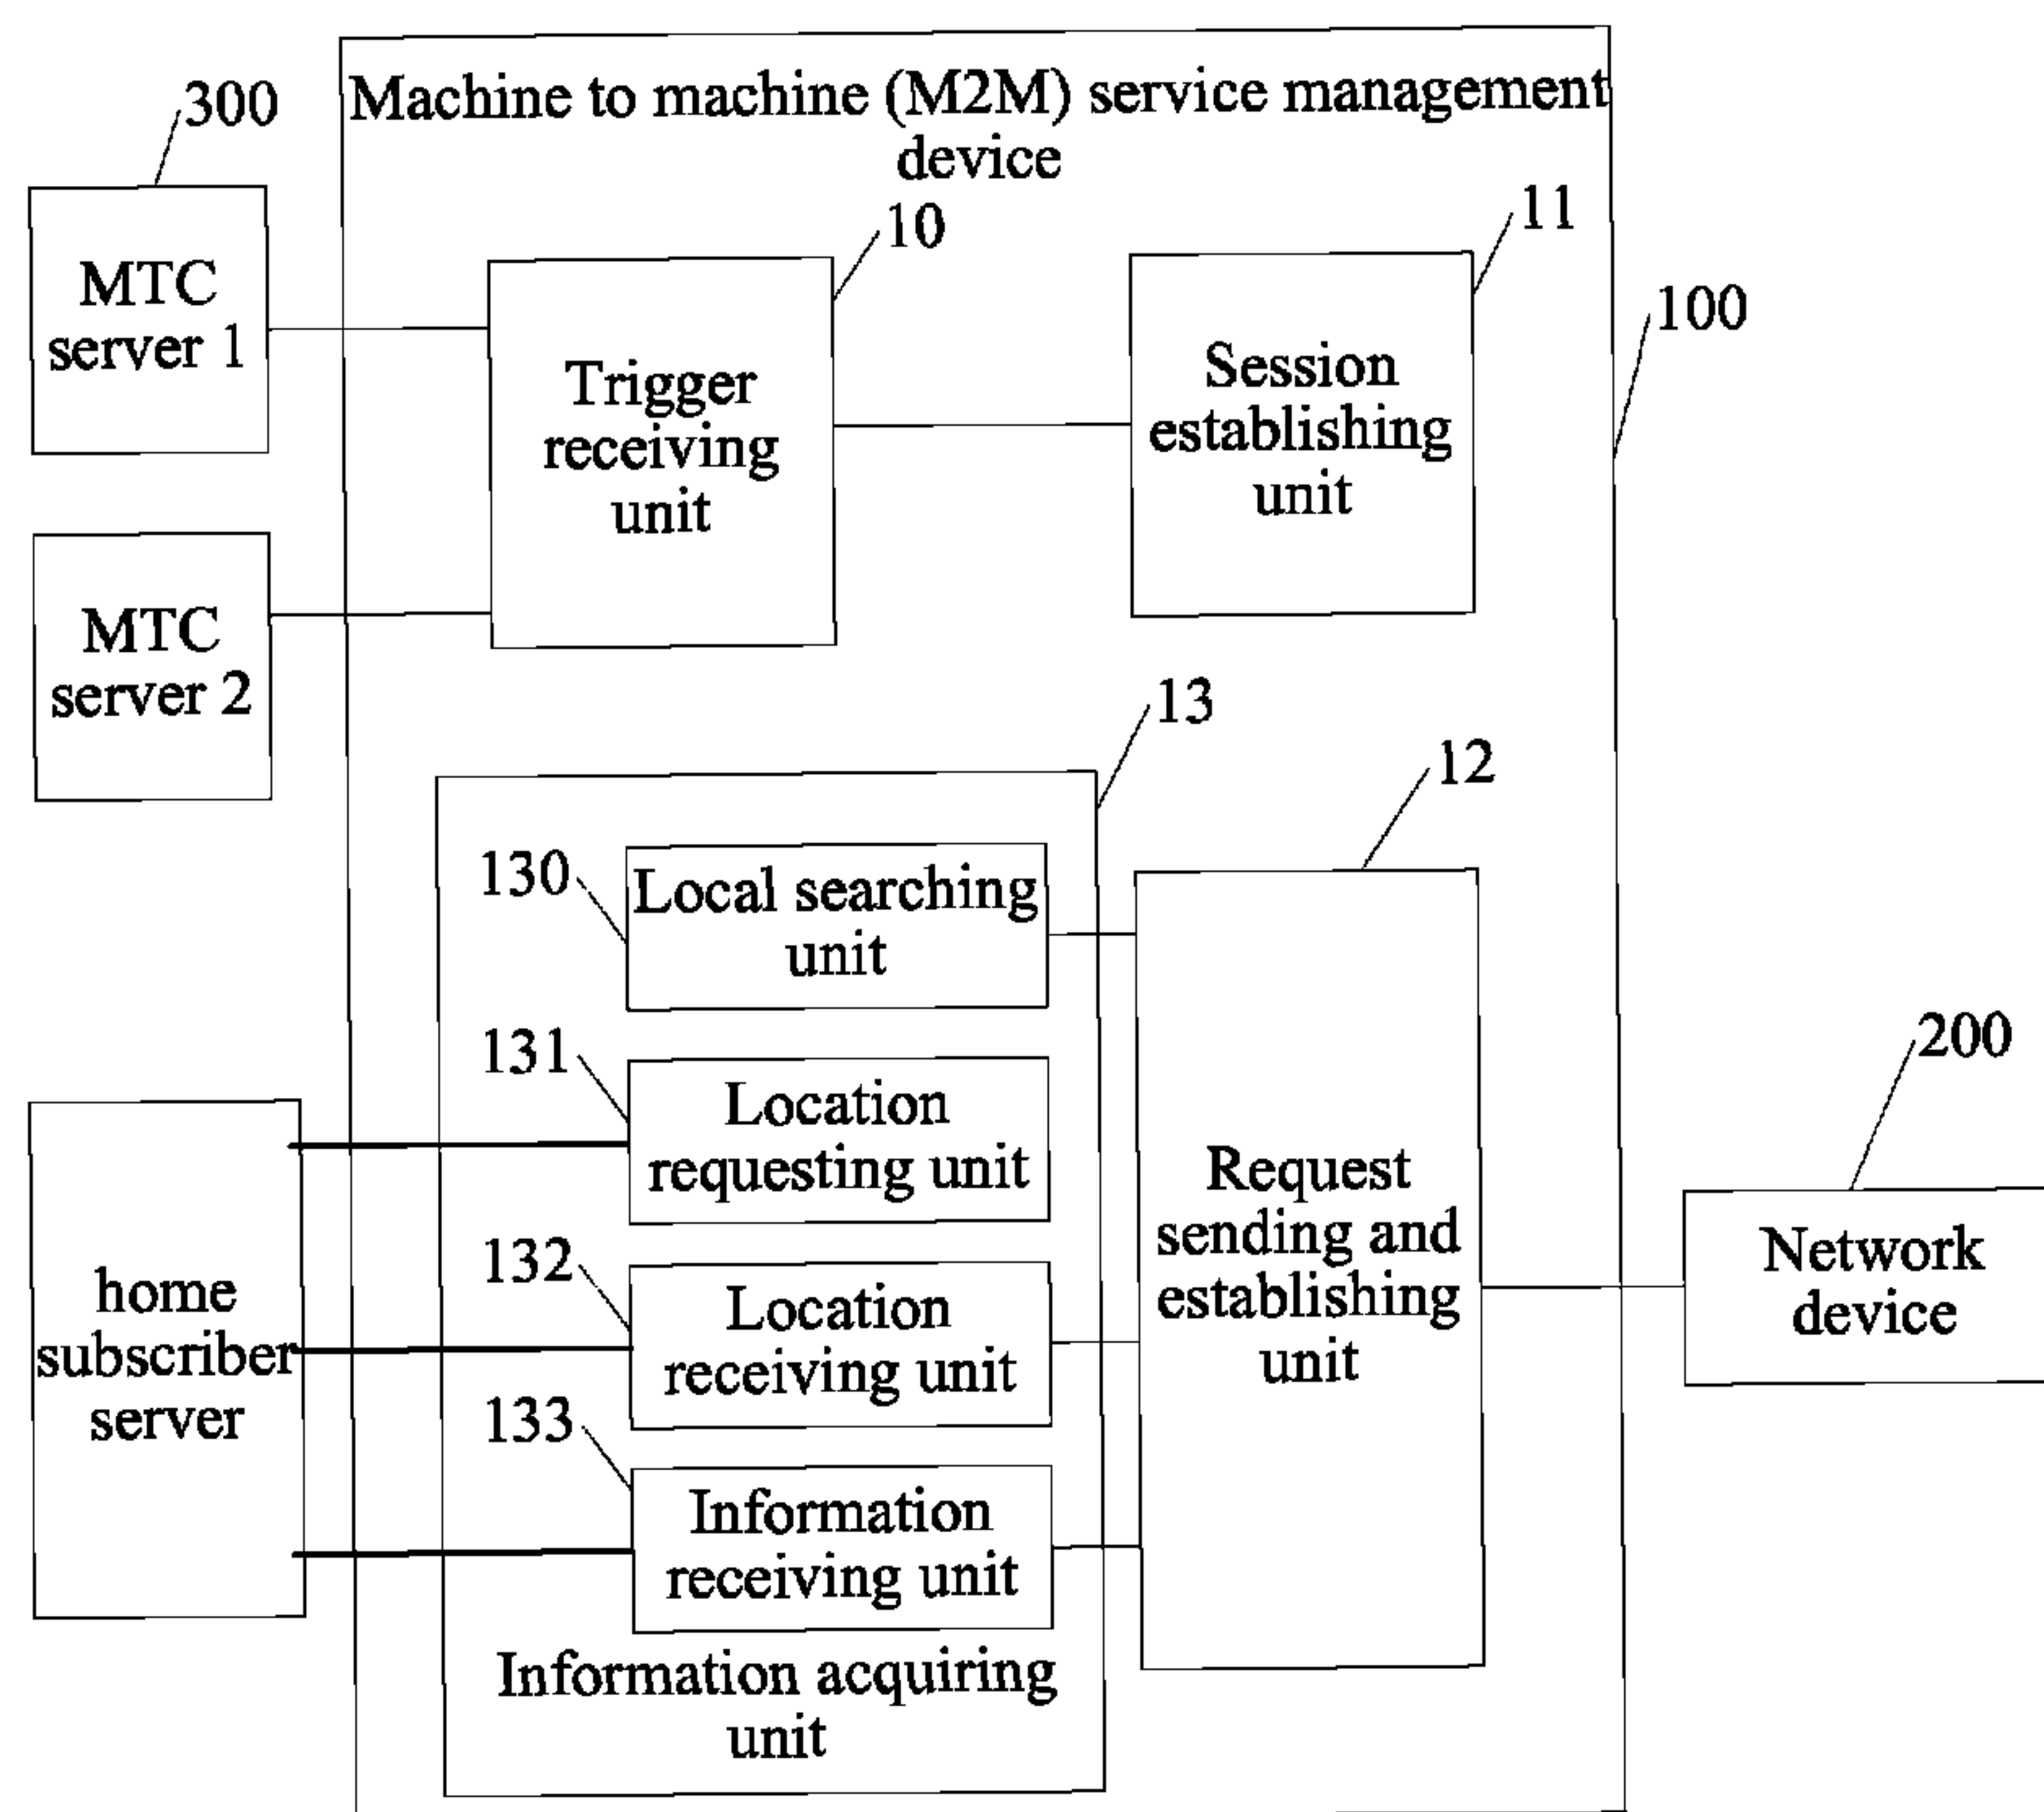 300
Machine to machine (M2M) service management
device
10
11
MTC
server 1
100
Trigger
receiving
unit
Session
establishing
unit
MTC
server 2
13
12
130
Local searching
unit
131
Location
requesting unit
200
132
Location
receiving unit
Request
sending and
establishing
unit
Network
device
home
subscriber
server
133
Information
receiving unit
Information acquiring
unit